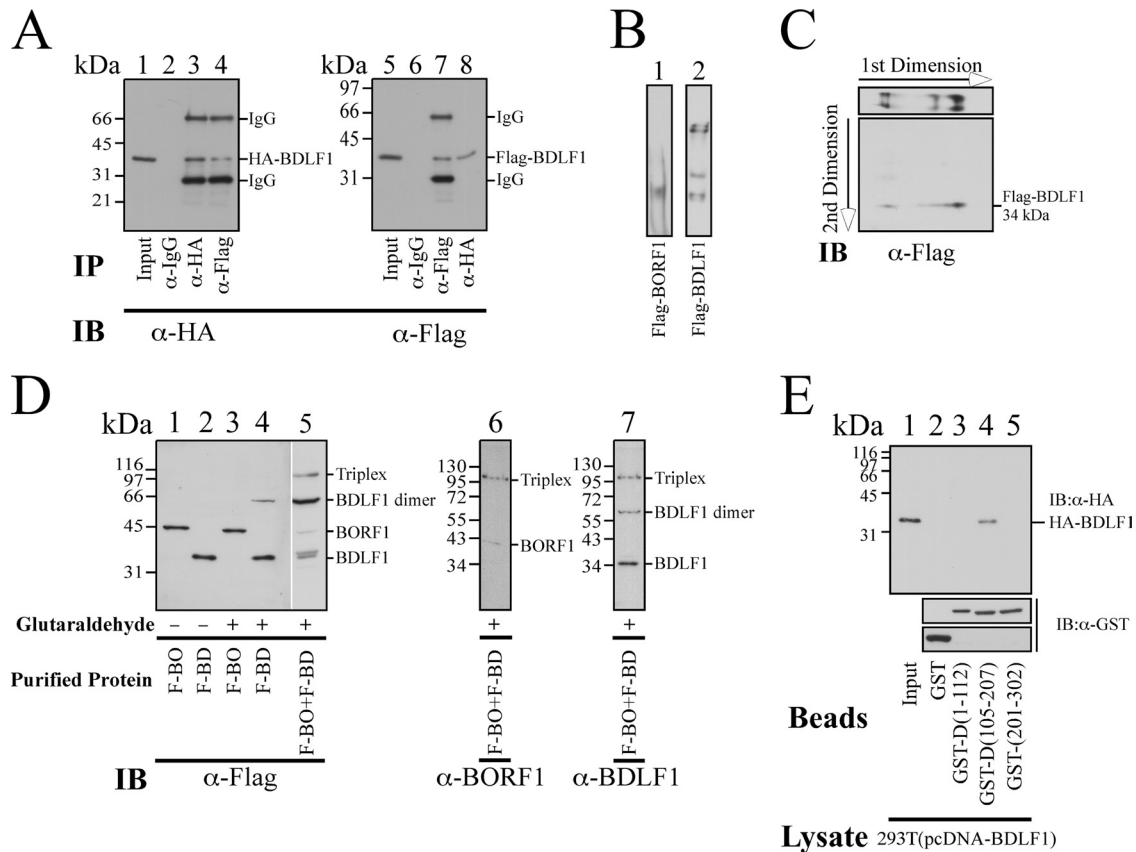 A
kDa 1 2 3 4
66
45
31
21
IgG
HA-BDLF1
IgG
kDa 5 6 7 8
97
66
45
31
IgG
Flag-BDLF1
IgG
IP
Input
α-IgG
α-HA
α-Flag
Input
α-IgG
α-Flag
α-HA
IB
α-HA
α-Flag
B
1 2
Flag-BORF1
Flag-BDLF1
C
1st Dimension
2nd Dimension
Flag-BDLF1
34 kDa
IB α-Flag
D
kDa 1 2 3 4 5
116
97
66
45
31
Triplex
BDLF1 dimer
BORF1
BDLF1
6
130
95
72
55
43
34
Triplex
BORF1
7
130
95
72
55
43
34
Triplex
BDLF1 dimer
BDLF1
Glutaraldehyde – – + + + + +
Purified Protein
F-BO
F-BD
F-BO
F-BD
F-BO+F-BD
F-BO+F-BD
F-BO+F-BD
IB α-Flag α-BORF1 α-BDLF1
E
kDa 1 2 3 4 5
116
97
66
45
31
IB:α-HA
HA-BDLF1
IB:α-GST
Beads
Input
GST
GST-D(1-112)
GST-D(105-207)
GST-(201-302)
Lysate 293T(pcDNA-BDLF1)